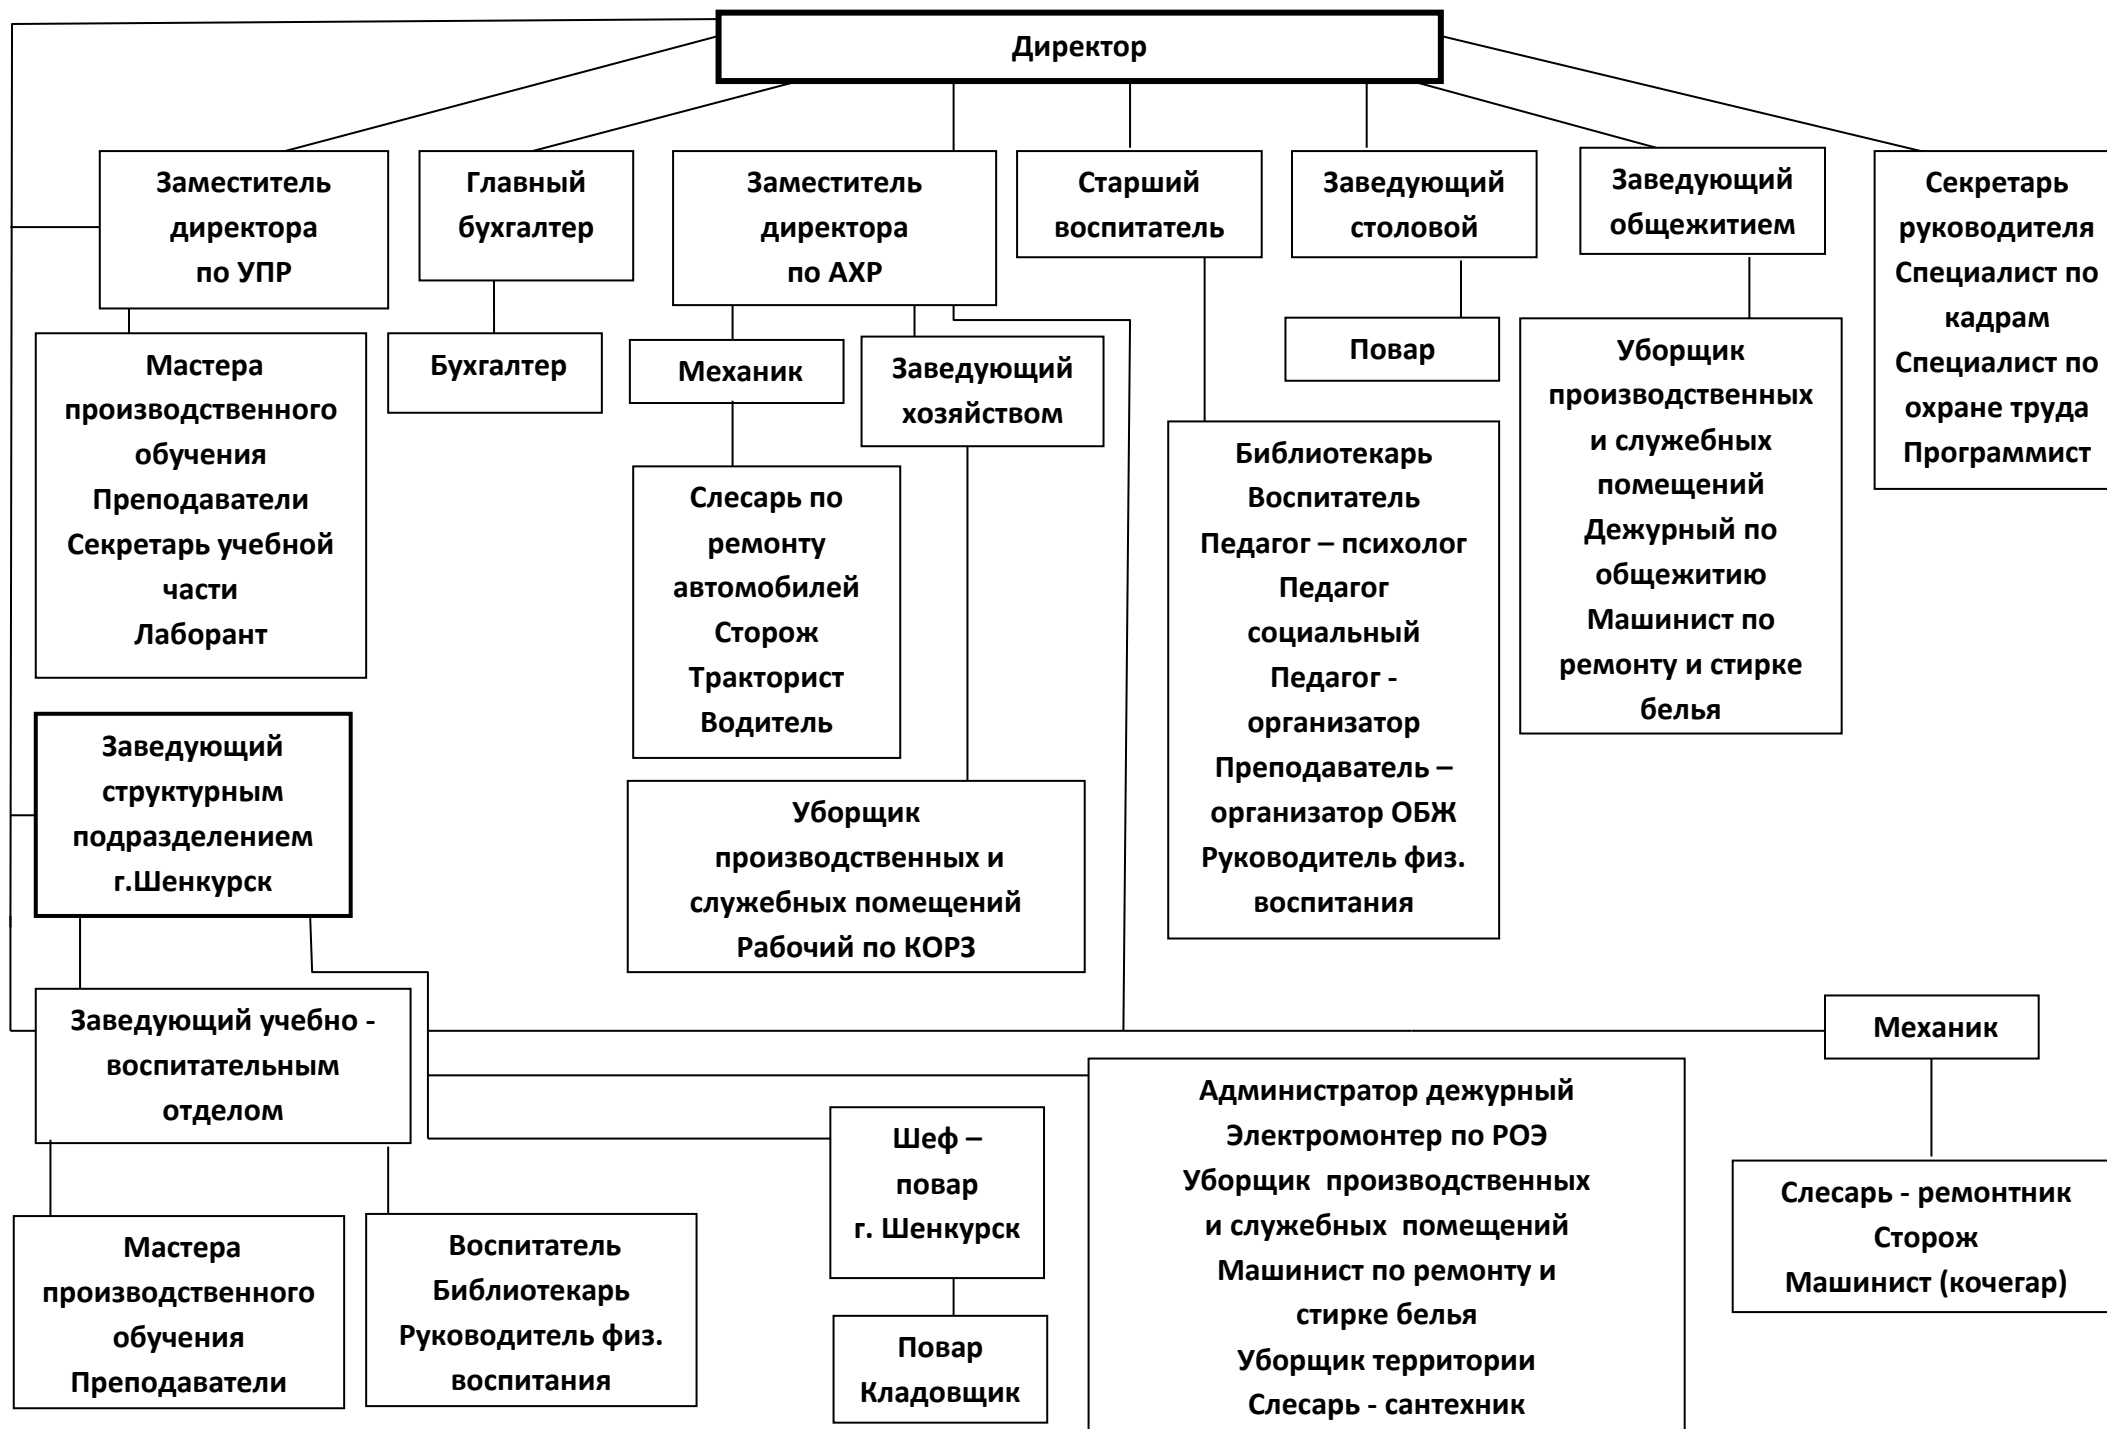 Директор
Заместитель
директора
по УПР
Главный
бухгалтер
Заместитель
директора
по АХР
Старший
воспитатель
Заведующий
столовой
Заведующий
общежитием
Секретарь
руководителя
Специалист по
кадрам
Специалист по
охране труда
Программист
Мастера
производственного
обучения
Преподаватели
Секретарь учебной
части
Лаборант
Бухгалтер
Механик
Заведующий
хозяйством
Повар
Уборщик
производственных
и служебных
помещений
Дежурный по
общежитию
Машинист по
ремонту и стирке
белья
Слесарь по
ремонту
автомобилей
Сторож
Тракторист
Водитель
Библиотекарь
Воспитатель
Педагог – психолог
Педагог
социальный
Педагог -
организатор
Преподаватель –
организатор ОБЖ
Руководитель физ.
воспитания
Заведующий
структурным
подразделением
г.Шенкурск
Уборщик
производственных и
служебных помещений
Рабочий по КОРЗ
Заведующий учебно -
воспитательным
отделом
Механик
Шеф –
повар
г. Шенкурск
Администратор дежурный
Электромонтер по РОЭ
Уборщик производственных
и служебных помещений
Машинист по ремонту и
стирке белья
Уборщик территории
Слесарь - сантехник
Слесарь - ремонтник
Сторож
Машинист (кочегар)
Мастера
производственного
обучения
Преподаватели
Воспитатель
Библиотекарь
Руководитель физ.
воспитания
Повар
Кладовщик